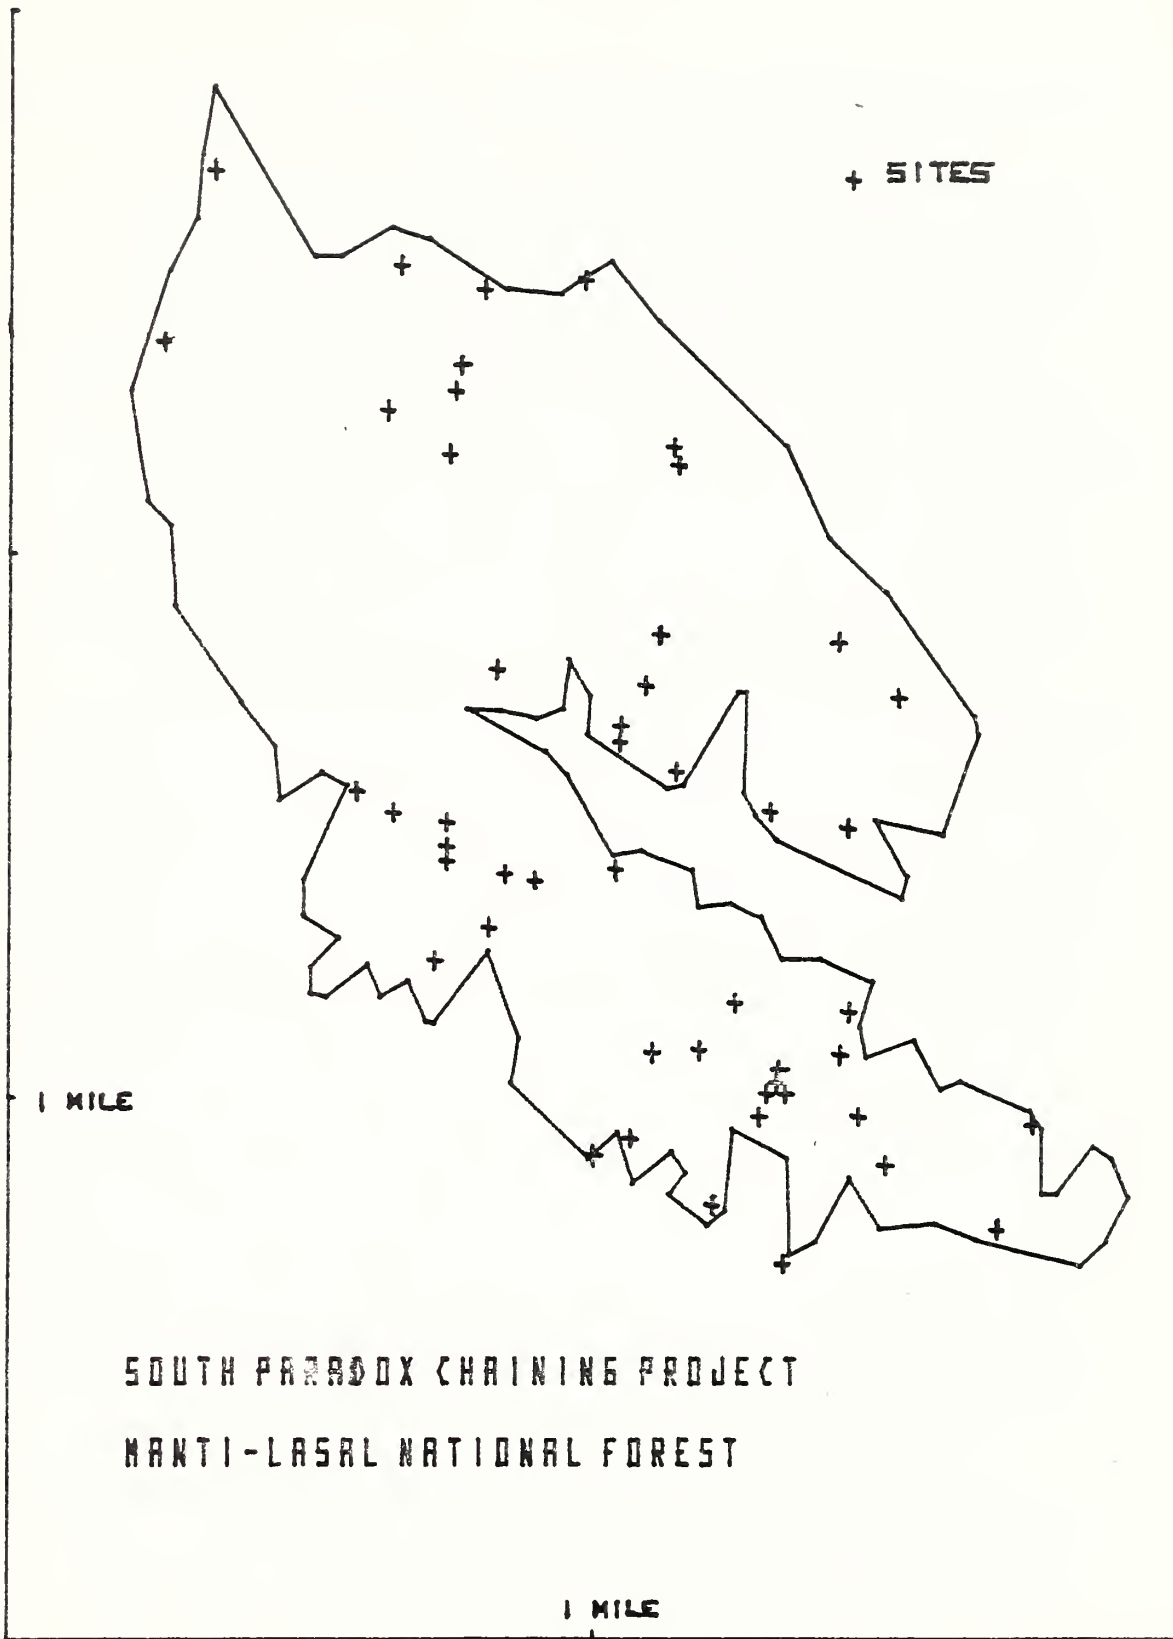 + SITES
1 MILE
SOUTH PARADOX CHAINING PROJECT
MANTI-LASAL NATIONAL FOREST
1 MILE